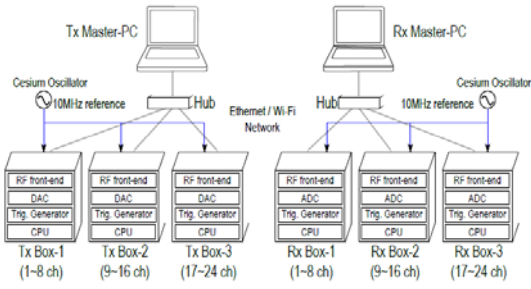 Tx Master-PC
Rx Master-PC
Cesium Oscillator
10MHz reference
Hub
Ethernet / Wi-Fi
Network
Hub
10MHz reference
Cesium Oscillator
RF front-end
DAC
Trig. Generator
CPU
RF front-end
DAC
Trig. Generator
CPU
RF front-end
DAC
Trig. Generator
CPU
RF front-end
ADC
Trig. Generator
CPU
RF front-end
ADC
Trig. Generator
CPU
RF front-end
ADC
Trig. Generator
CPU
Tx Box-1
(1~8 ch)
Tx Box-2
(9~16 ch)
Tx Box-3
(17~24 ch)
Rx Box-1
(1~8 ch)
Rx Box-2
(9~16 ch)
Rx Box-3
(17~24 ch)